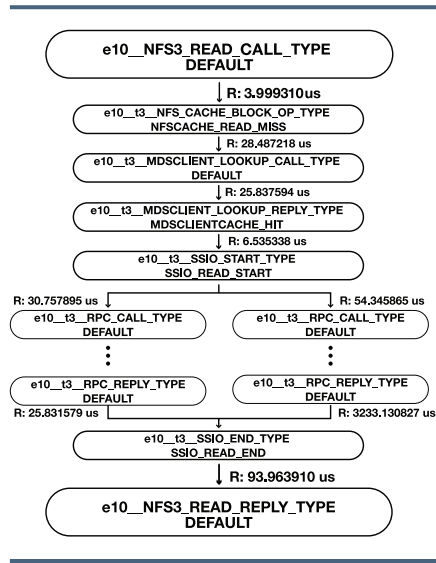 e10__NFS3_READ_CALL_TYPE
DEFAULT
R: 3.999310us
e10__t3__NFS_CACHE_BLOCK_OP_TYPE
NFSCACHE_READ_MISS
R: 28.487218 us
e10__t3__MDSCLIENT_LOOKUP_CALL_TYPE
DEFAULT
R: 25.837594 us
e10__t3__MDSCLIENT_LOOKUP_REPLY_TYPE
MDSCLIENTCACHE_HIT
R: 6.535338 us
e10__t3__SSIO_START_TYPE
SSIO_READ_START
R: 30.757895 us
R: 54.345865 us
e10__t3__RPC_CALL_TYPE
DEFAULT
e10__t3__RPC_CALL_TYPE
DEFAULT
e10__t3__RPC_REPLY_TYPE
DEFAULT
e10__t3__RPC_REPLY_TYPE
DEFAULT
R: 25.831579 us
R: 3233.130827 us
e10__t3__SSIO_END_TYPE
SSIO_READ_END
R: 93.963910 us
e10__NFS3_READ_REPLY_TYPE
DEFAULT